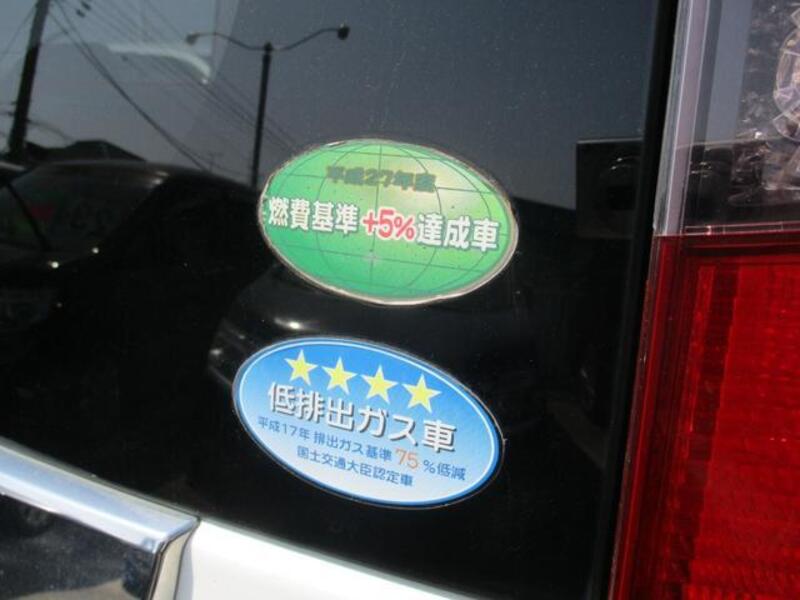 平成27年度
燃費基準+5%達成車
低排出ガス車
平成17年 排出ガス基準75%低減
国土交通大臣認定車